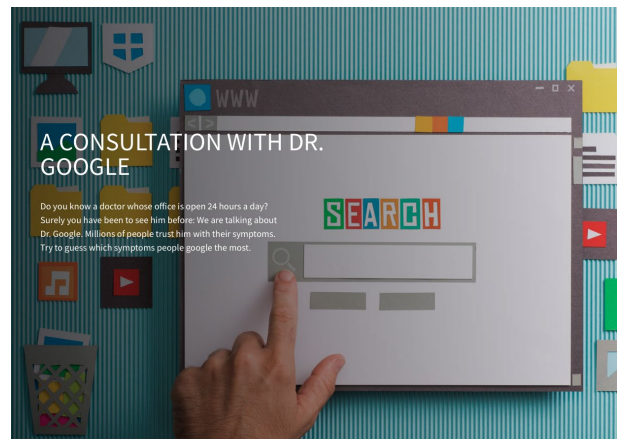 WWW
<|>
A CONSULTATION WITH DR.
GOOGLE
Do you know a doctor whose office is open 24 hours a day?
Surely you have been to see him before: We are talking about
Dr. Google. Millions of people trust him with their symptoms.
Try to guess which symptoms people google the most.
SEARCH